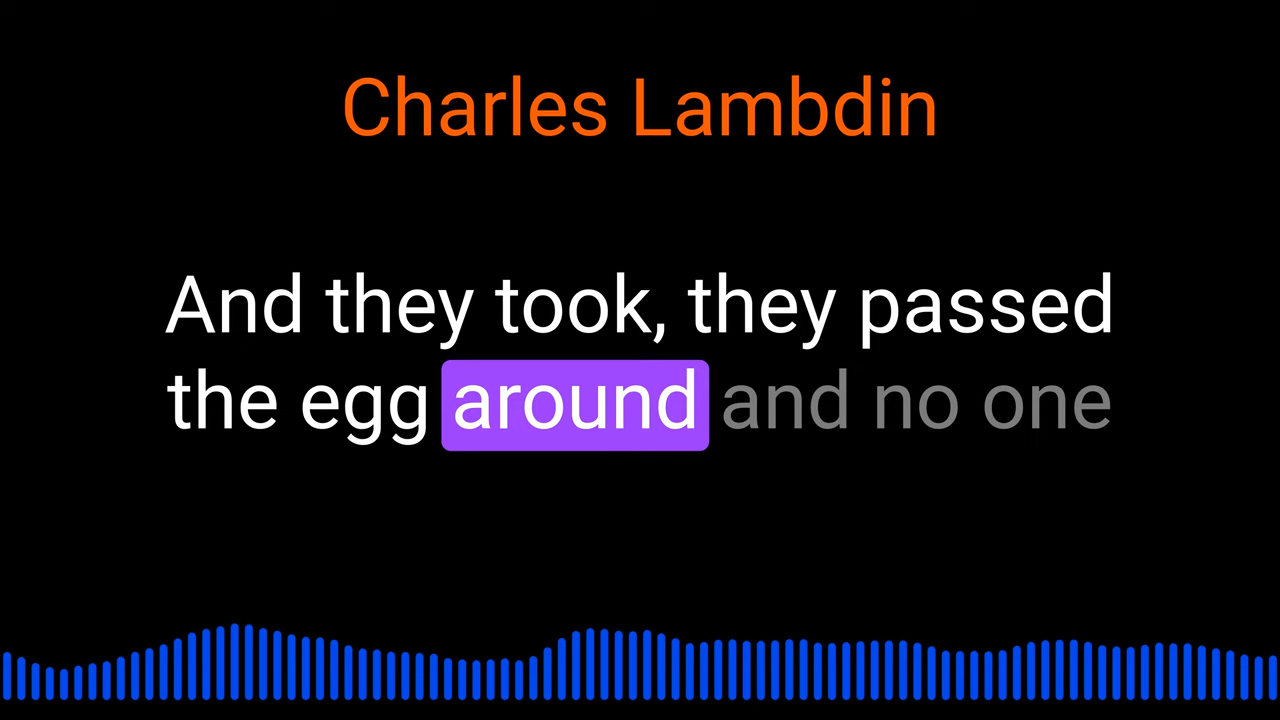 Charles Lambdin
And they took, they passed
the egg around and no one